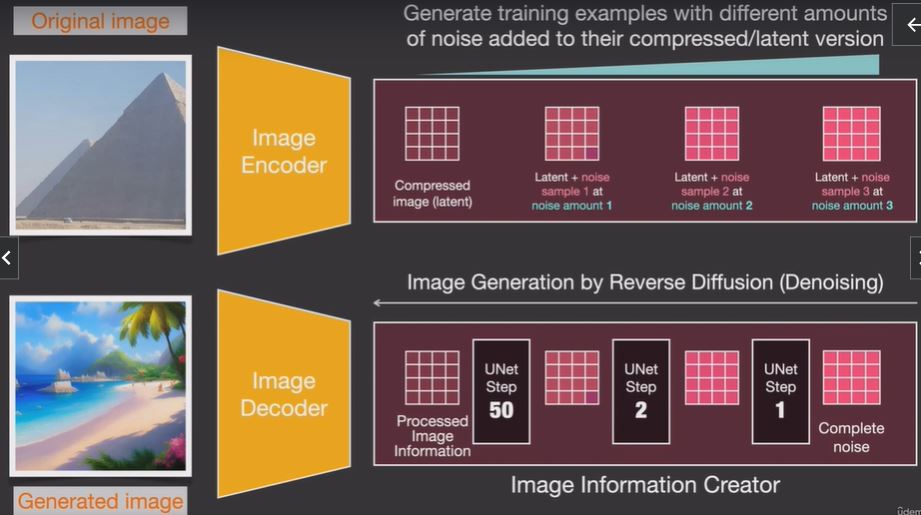 Original image
Generate training examples with different amounts
of noise added to their compressed/latent version
Image
Encoder
Compressed
image (latent)
Latent + noise
sample 1 at
noise amount 1
Latent + noise
sample 2 at
noise amount 2
Latent + noise
sample 3 at
noise amount 3
Image Generation by Reverse Diffusion (Denoising)
Image
Decoder
Processed
Image
Information
UNet
Step
50
UNet
Step
2
UNet
Step
1
Complete
noise
Generated image
Image Information Creator